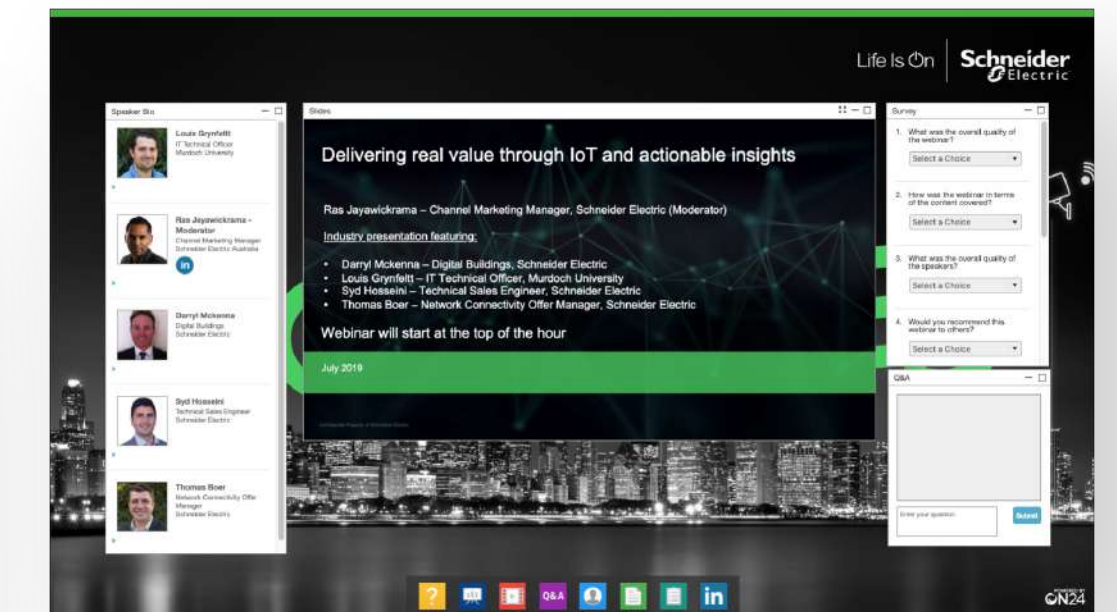 Life Is On
Schneider
Electric
Speaker Bio
Louis Grynfeltt
IT Technical Officer
Murdoch University
Ras Jayawickrama -
Moderator
Channel Marketing Manager
Schneider Electric Australia
in
Darryl Mckenna
Digital Buildings
Schneider Electric
Syd Hosseini
Technical Sales Engineer
Schneider Electric
Thomas Boer
Network Connectivity Offer
Manager
Schneider Electric
Slides
Delivering real value through IoT and actionable insights
Ras Jayawickrama – Channel Marketing Manager, Schneider Electric (Moderator)
Industry presentation featuring:
• Darryl Mckenna – Digital Buildings, Schneider Electric
• Louis Grynfeltt – IT Technical Officer, Murdoch University
• Syd Hosseini – Technical Sales Engineer, Schneider Electric
• Thomas Boer – Network Connectivity Offer Manager, Schneider Electric
Webinar will start at the top of the hour
July 2019
Confidential Property of Schneider Electric
Survey
1. What was the overall quality of
the webinar?
Select a Choice
2. How was the webinar in terms
of the content covered?
Select a Choice
3. What was the overall quality of
the speakers?
Select a Choice
4. Would you recommend this
webinar to others?
Select a Choice
Q&A
Enter your question
Submit
?
Q&A
in
POWERED BY
ON24